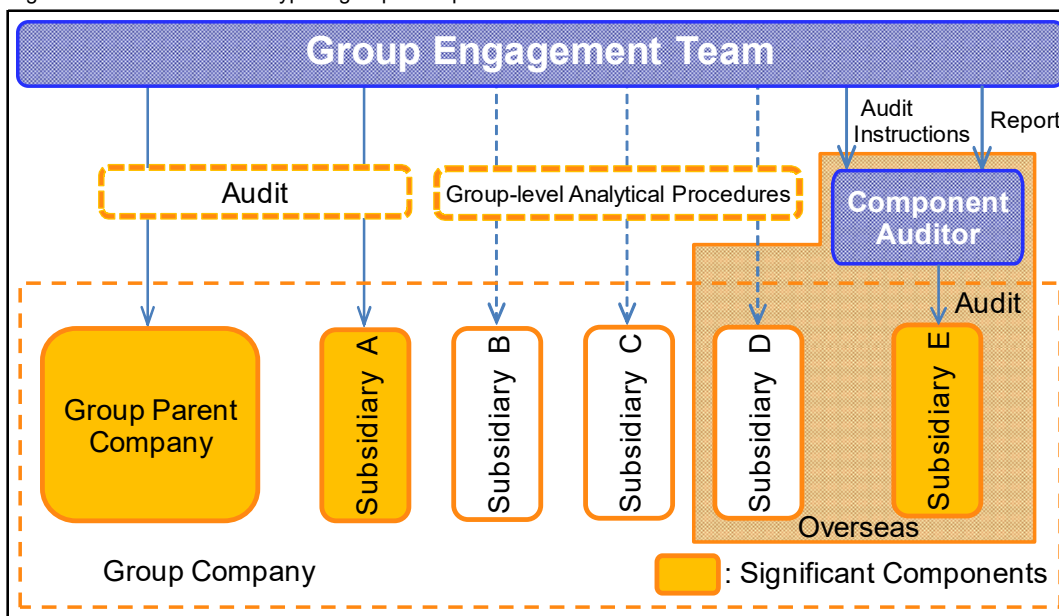 Group Engagement Team
Audit
Instructions
Report
Audit
Group-level Analytical Procedures
Component
Auditor
Audit
Group Parent
Company
Subsidiary A
Subsidiary B
Subsidiary C
Subsidiary D
Subsidiary E
Overseas
Group Company
: Significant Components